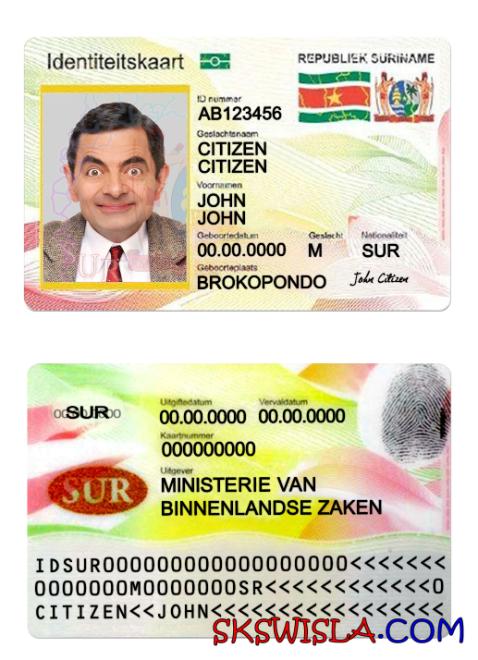 Identiteitskaart
REPUBLIEK SURINAME
ID nummer
AB123456
Geslachtsnaam
CITIZEN
CITIZEN
Voornamen
JOHN
JOHN
Geboortedatum Geslacht Nationaliteit
00.00.0000 M SUR
Geboorteplaats
BROKOPONDO
John Citizen
SUR
Uitgiftedatum Vervaldatum
00.00.0000 00.00.0000
Kaartnummer
000000000
Uitgever
SUR
MINISTERIE VAN
BINNENLANDSE ZAKEN
IDSUR000000000000000000<<<<<<<
0000000M0000000SR<<<<<<<<<<<0
CITIZEN<<JOHN<<<<<<<<<<<<<<<<<
SKSWISLA.COM